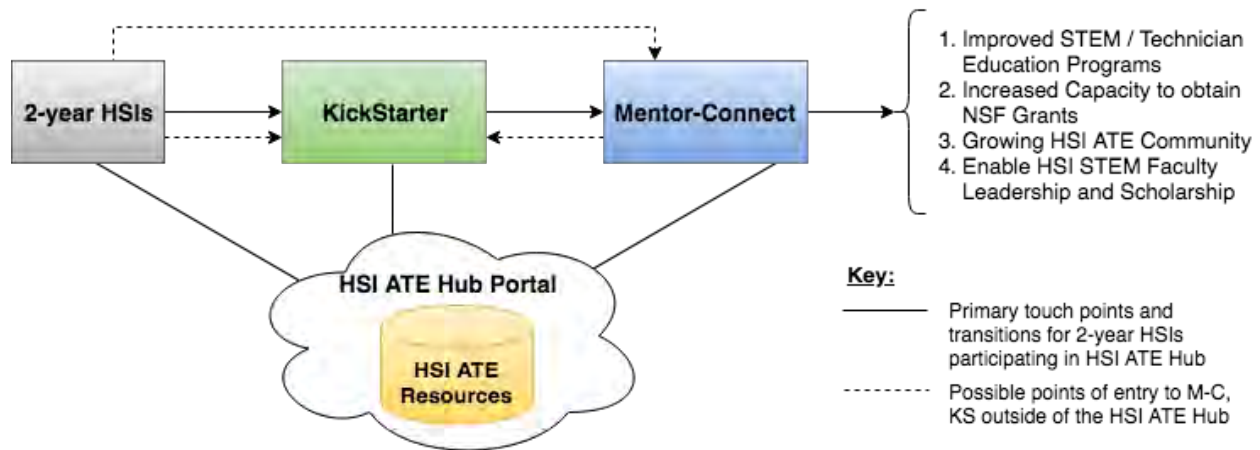 2-year HSIs
KickStarter
Mentor-Connect
1. Improved STEM / Technician
Education Programs
2. Increased Capacity to obtain
NSF Grants
3. Growing HSI ATE Community
4. Enable HSI STEM Faculty
Leadership and Scholarship
HSI ATE Hub Portal
HSI ATE
Resources
Key:
Primary touch points and
transitions for 2-year HSIs
participating in HSI ATE Hub
Possible points of entry to M-C,
KS outside of the HSI ATE Hub